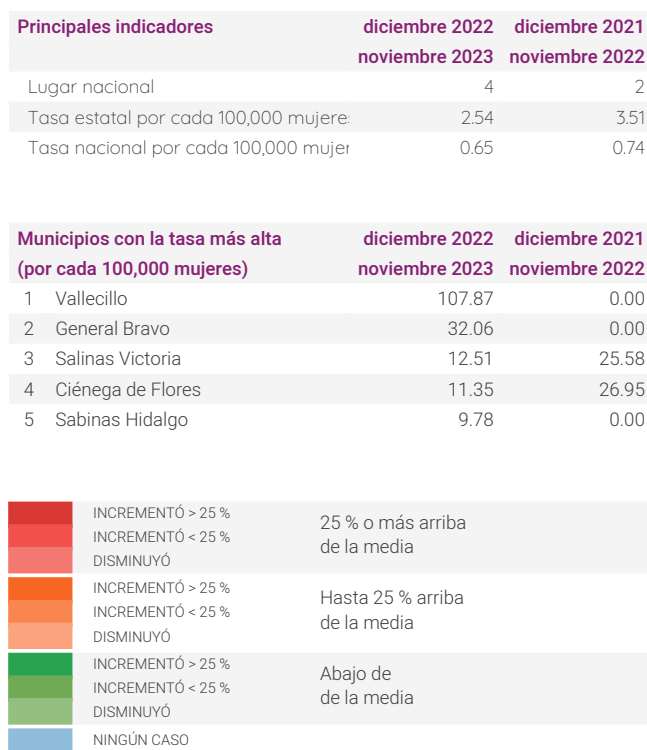 Principales indicadores diciembre 2022 diciembre 2021
noviembre 2023 noviembre 2022
Lugar nacional 4 2
Tasa estatal por cada 100,000 mujeres 2.54 3.51
Tasa nacional por cada 100,000 mujer 0.65 0.74
Municipios con la tasa más alta diciembre 2022 diciembre 2021
(por cada 100,000 mujeres) noviembre 2023 noviembre 2022
1 Vallecillo 107.87 0.00
2 General Bravo 32.06 0.00
3 Salinas Victoria 12.51 25.58
4 Ciénega de Flores 11.35 26.95
5 Sabinas Hidalgo 9.78 0.00
INCREMENTÓ > 25 %
INCREMENTÓ < 25 %
DISMINUYÓ
25 % o más arriba
de la media
INCREMENTÓ > 25 %
INCREMENTÓ < 25 %
DISMINUYÓ
Hasta 25 % arriba
de la media
INCREMENTÓ > 25 %
INCREMENTÓ < 25 %
DISMINUYÓ
Abajo de
de la media
NINGÚN CASO